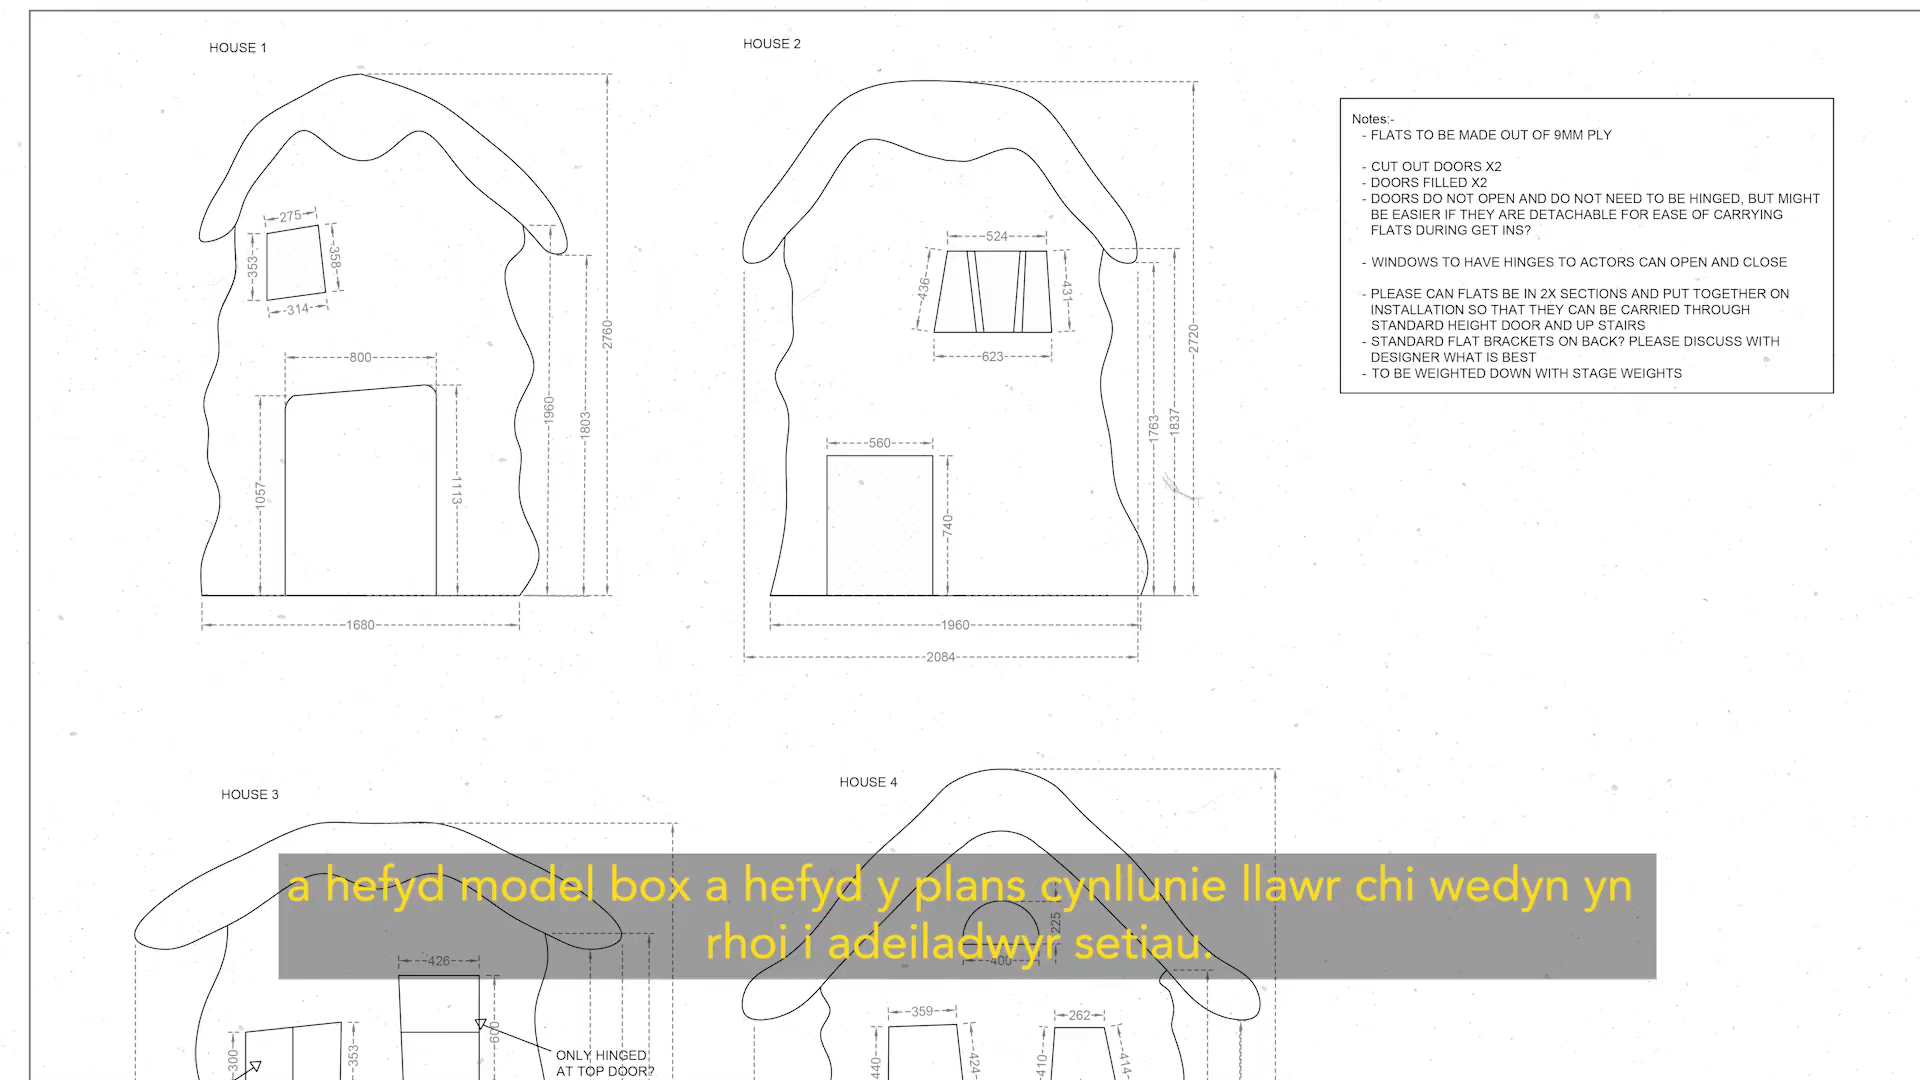 HOUSE 1
275
353
358
314
800
1057
1113
1960
1803
2760
1680
HOUSE 2
524
436
431
623
560
740
1763
1837
2720
1960
2084
Notes:-
- FLATS TO BE MADE OUT OF 9MM PLY
- CUT OUT DOORS X2
- DOORS FILLED X2
- DOORS DO NOT OPEN AND DO NOT NEED TO BE HINGED, BUT MIGHT
BE EASIER IF THEY ARE DETACHABLE FOR EASE OF CARRYING
FLATS DURING GET INS?
- WINDOWS TO HAVE HINGES TO ACTORS CAN OPEN AND CLOSE
- PLEASE CAN FLATS BE IN 2X SECTIONS AND PUT TOGETHER ON
INSTALLATION SO THAT THEY CAN BE CARRIED THROUGH
STANDARD HEIGHT DOOR AND UP STAIRS
- STANDARD FLAT BRACKETS ON BACK? PLEASE DISCUSS WITH
DESIGNER WHAT IS BEST
- TO BE WEIGHTED DOWN WITH STAGE WEIGHTS
HOUSE 3
426
600
300
353
ONLY HINGED
AT TOP DOOR?
HOUSE 4
225
400
359
262
440
424
410
414
a hefyd model box a hefyd y plans cynllunie llawr chi wedyn yn
rhoi i adeiladwyr setiau.